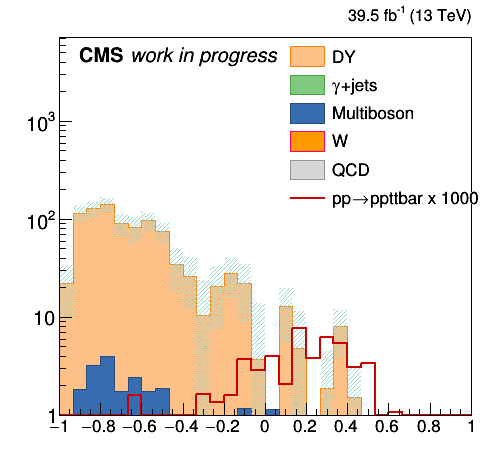 39.5 fb⁻¹ (13 TeV)
CMS work in progress
DY
γ+jets
Multiboson
W
QCD
pp→ppttbar x 1000
10³
10²
10
1
−1 −0.8 −0.6 −0.4 −0.2 0 0.2 0.4 0.6 0.8 1